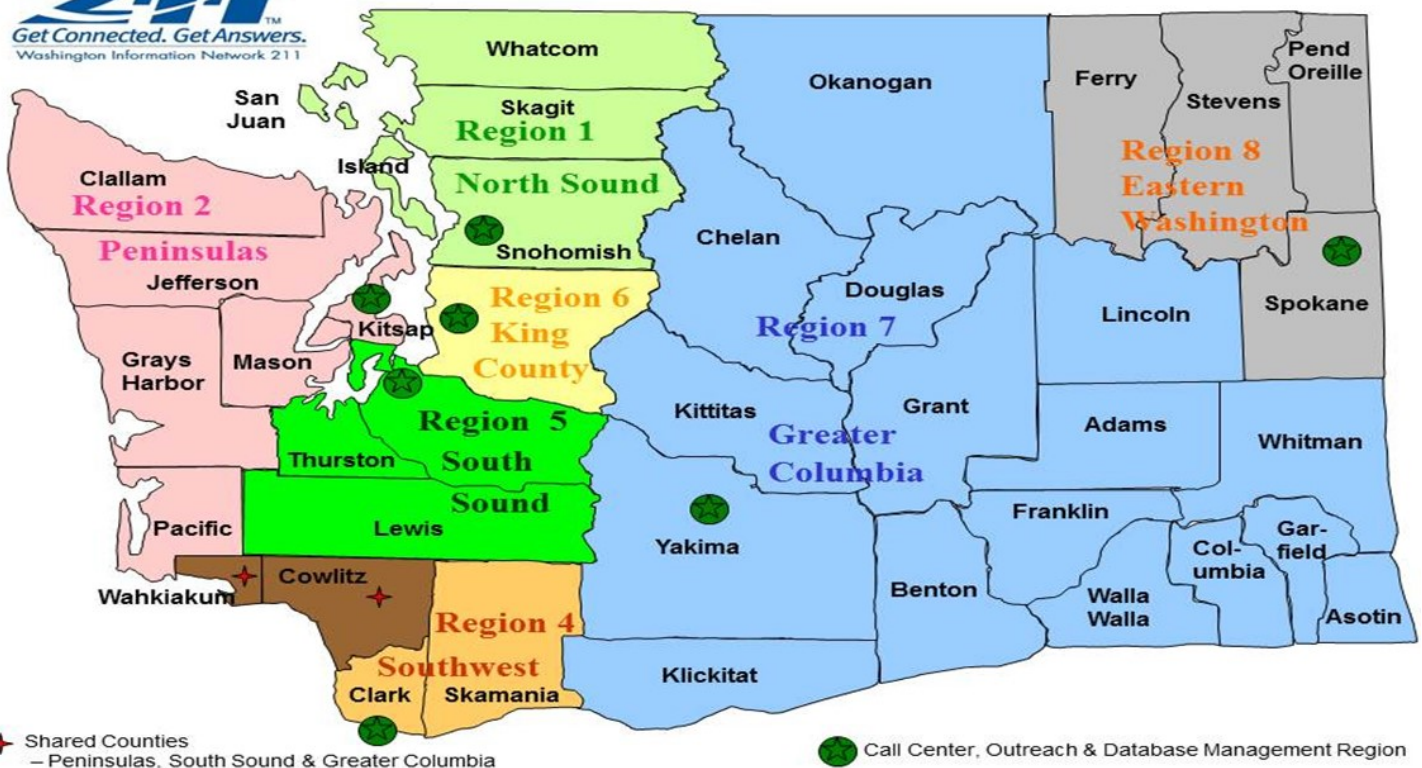 211 TM
Get Connected. Get Answers.
Washington Information Network 211
Whatcom
Okanogan
Ferry
Stevens
Pend
Oreille
San
Juan
Skagit
Region 1
Island
North Sound
Snohomish
Clallam
Region 2
Peninsulas
Jefferson
Region 8
Eastern
Washington
Chelan
Douglas
Region 7
Lincoln
Spokane
Region 6
King
County
Kitsap
Grays
Harbor
Mason
Kittitas
Grant
Adams
Whitman
Greater
Columbia
Region 5
South
Sound
Thurston
Lewis
Pacific
Yakima
Franklin
Benton
Walla
Walla
Col-
umbia
Gar-
field
Asotin
Wahkiakum
Cowlitz
Region 4
Southwest
Clark
Skamania
Klickitat
Shared Counties
– Peninsulas, South Sound & Greater Columbia
Call Center, Outreach & Database Management Region